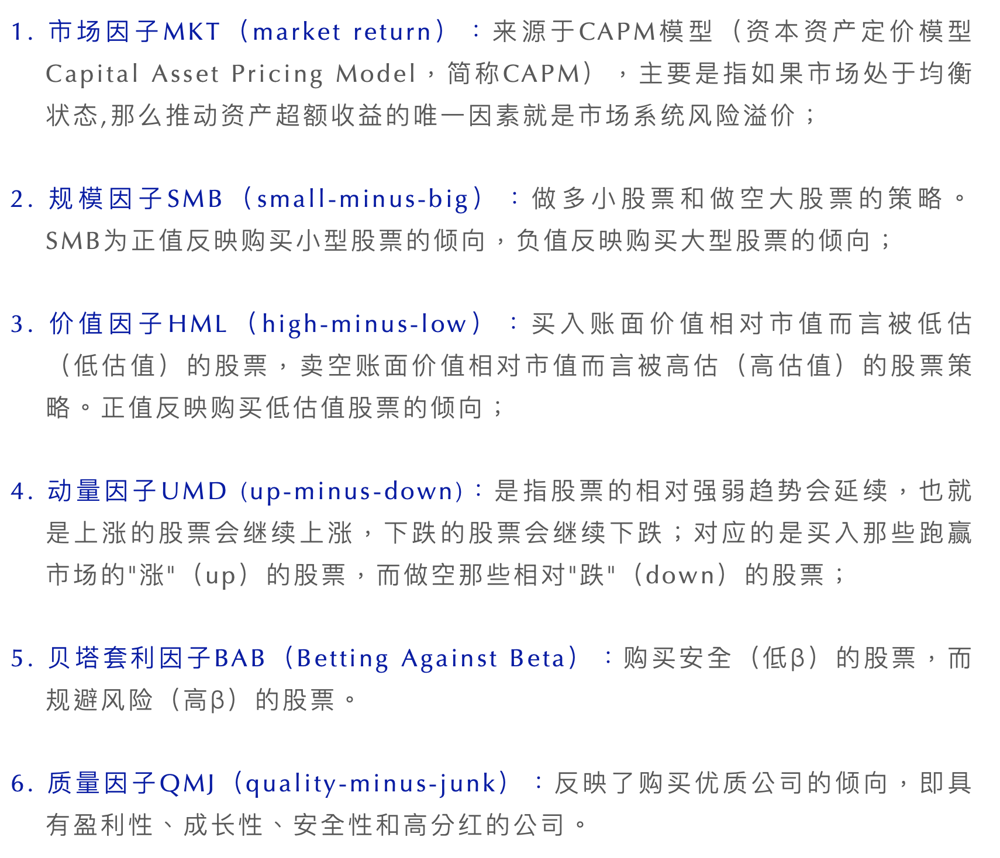 1. 市场因子MKT（market return）：来源于CAPM模型（资本资产定价模型
Capital Asset Pricing Model，简称CAPM），主要是指如果市场处于均衡
状态,那么推动资产超额收益的唯一因素就是市场系统风险溢价；
2. 规模因子SMB（small-minus-big）：做多小股票和做空大股票的策略。
SMB为正值反映购买小型股票的倾向，负值反映购买大型股票的倾向；
3. 价值因子HML（high-minus-low）：买入账面价值相对市值而言被低估
（低估值）的股票，卖空账面价值相对市值而言被高估（高估值）的股票策
略。正值反映购买低估值股票的倾向；
4. 动量因子UMD (up-minus-down)：是指股票的相对强弱趋势会延续，也就
是上涨的股票会继续上涨，下跌的股票会继续下跌；对应的是买入那些跑赢
市场的"涨"（up）的股票，而做空那些相对"跌"（down）的股票；
5. 贝塔套利因子BAB（Betting Against Beta）：购买安全（低β）的股票，而
规避风险（高β）的股票。
6. 质量因子QMJ（quality-minus-junk）：反映了购买优质公司的倾向，即具
有盈利性、成长性、安全性和高分红的公司。